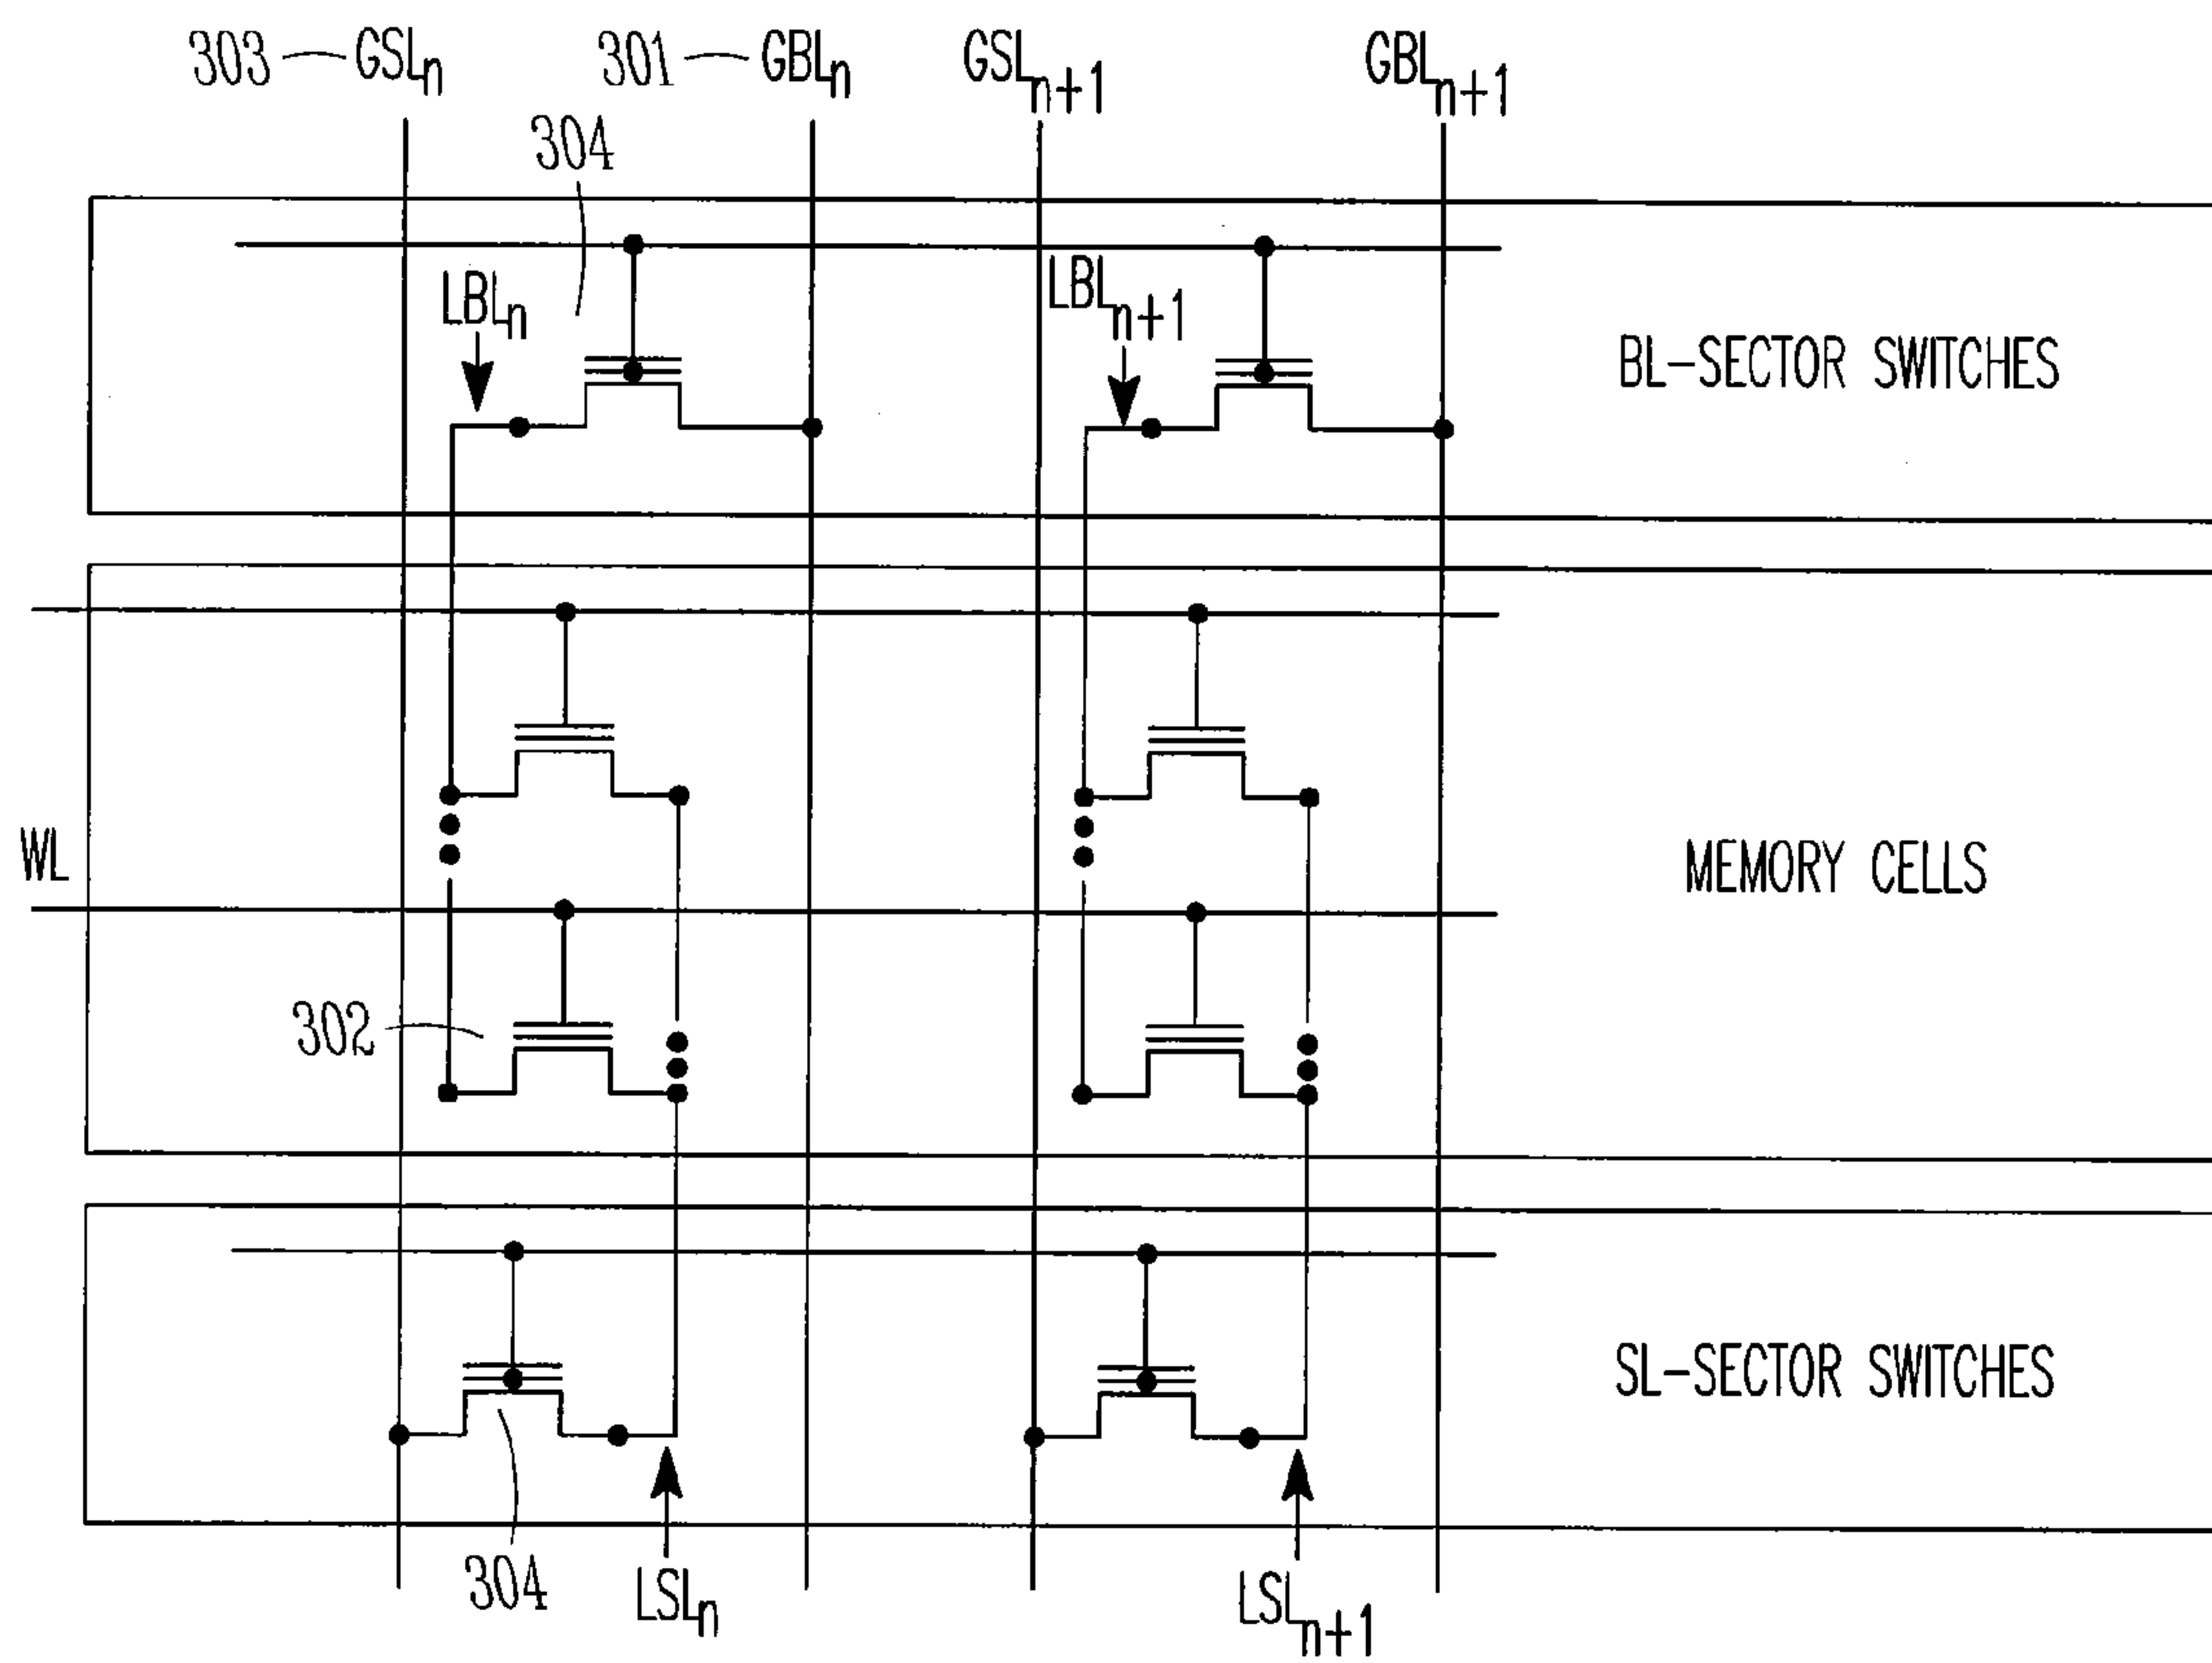 303 GSLn 301 GBLn GSLn+1 GBLn+1
304
LBLn LBLn+1
BL-SECTOR SWITCHES
WL
MEMORY CELLS
302
SL-SECTOR SWITCHES
304 LSLn LSLn+1